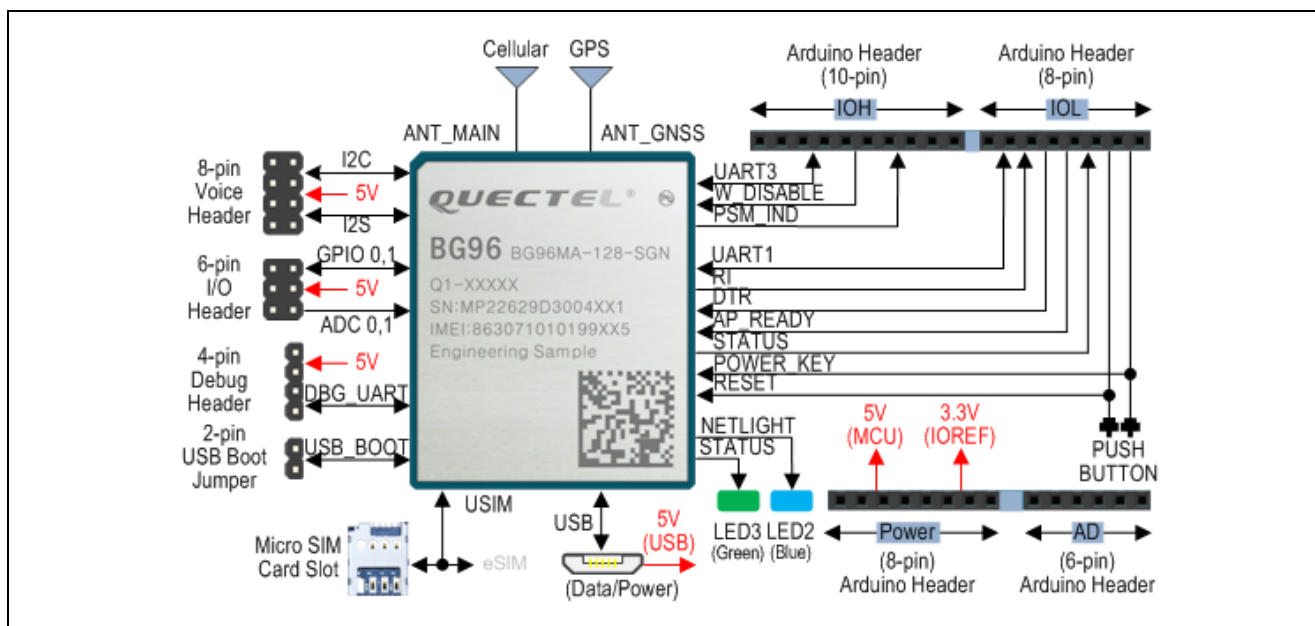 Cellular GPS
Arduino Header
(10-pin)
Arduino Header
(8-pin)
IOH
IOL
ANT_MAIN
ANT_GNSS
8-pin
Voice
Header
I2C
5V
I2S
6-pin
I/O
Header
GPIO 0,1
5V
ADC 0,1
4-pin
Debug
Header
5V
DBG_UART
2-pin
USB Boot
Jumper
USB_BOOT
QUECTEL®
BG96 BG96MA-128-SGN
Q1-XXXXX
SN:MP22629D3004XX1
IMEI:863071010199XX5
Engineering Sample
UART3
W_DISABLE
PSM_IND
UART1
RI
DTR
AP_READY
STATUS
POWER_KEY
RESET
NETLIGHT
STATUS
5V
(MCU)
3.3V
(IOREF)
PUSH
BUTTON
USIM
USB
5V
(USB)
LED3
(Green)
LED2
(Blue)
Power
AD
Micro SIM
Card Slot
eSIM
(Data/Power)
(8-pin)
Arduino Header
(6-pin)
Arduino Header